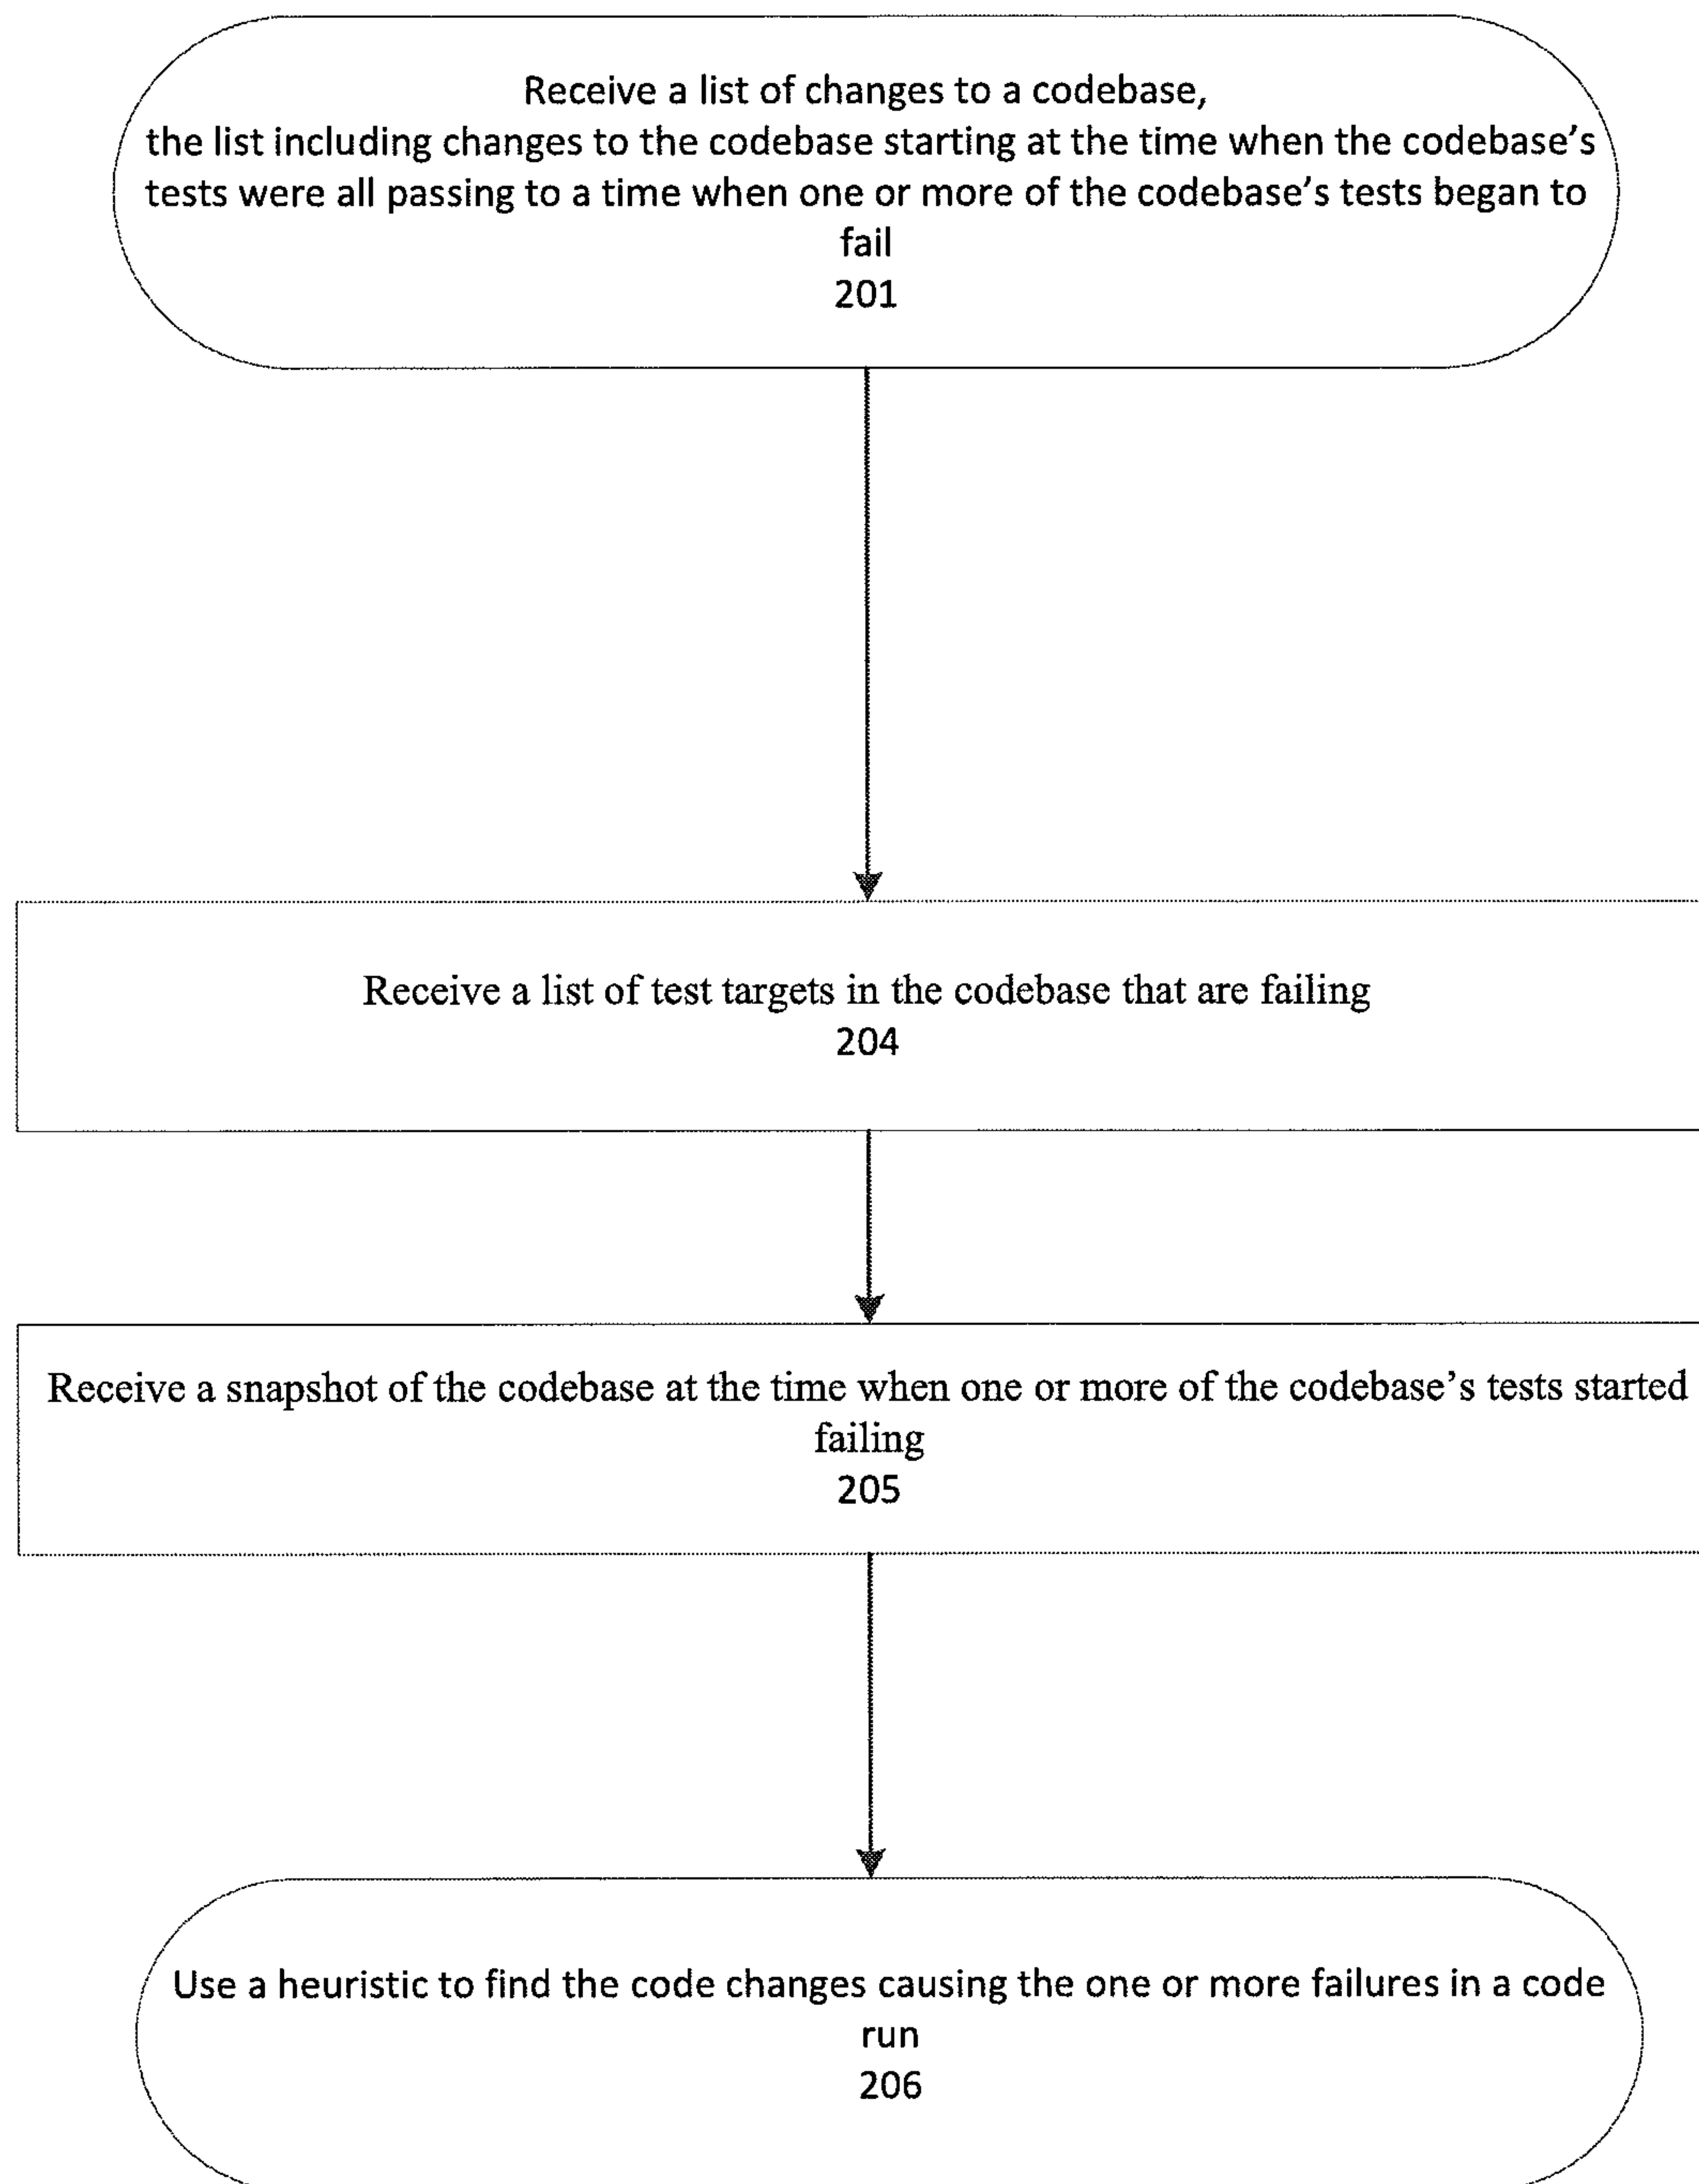 Receive a list of changes to a codebase,
the list including changes to the codebase starting at the time when the codebase’s
tests were all passing to a time when one or more of the codebase’s tests began to
fail
201
Receive a list of test targets in the codebase that are failing
204
Receive a snapshot of the codebase at the time when one or more of the codebase’s tests started
failing
205
Use a heuristic to find the code changes causing the one or more failures in a code
run
206